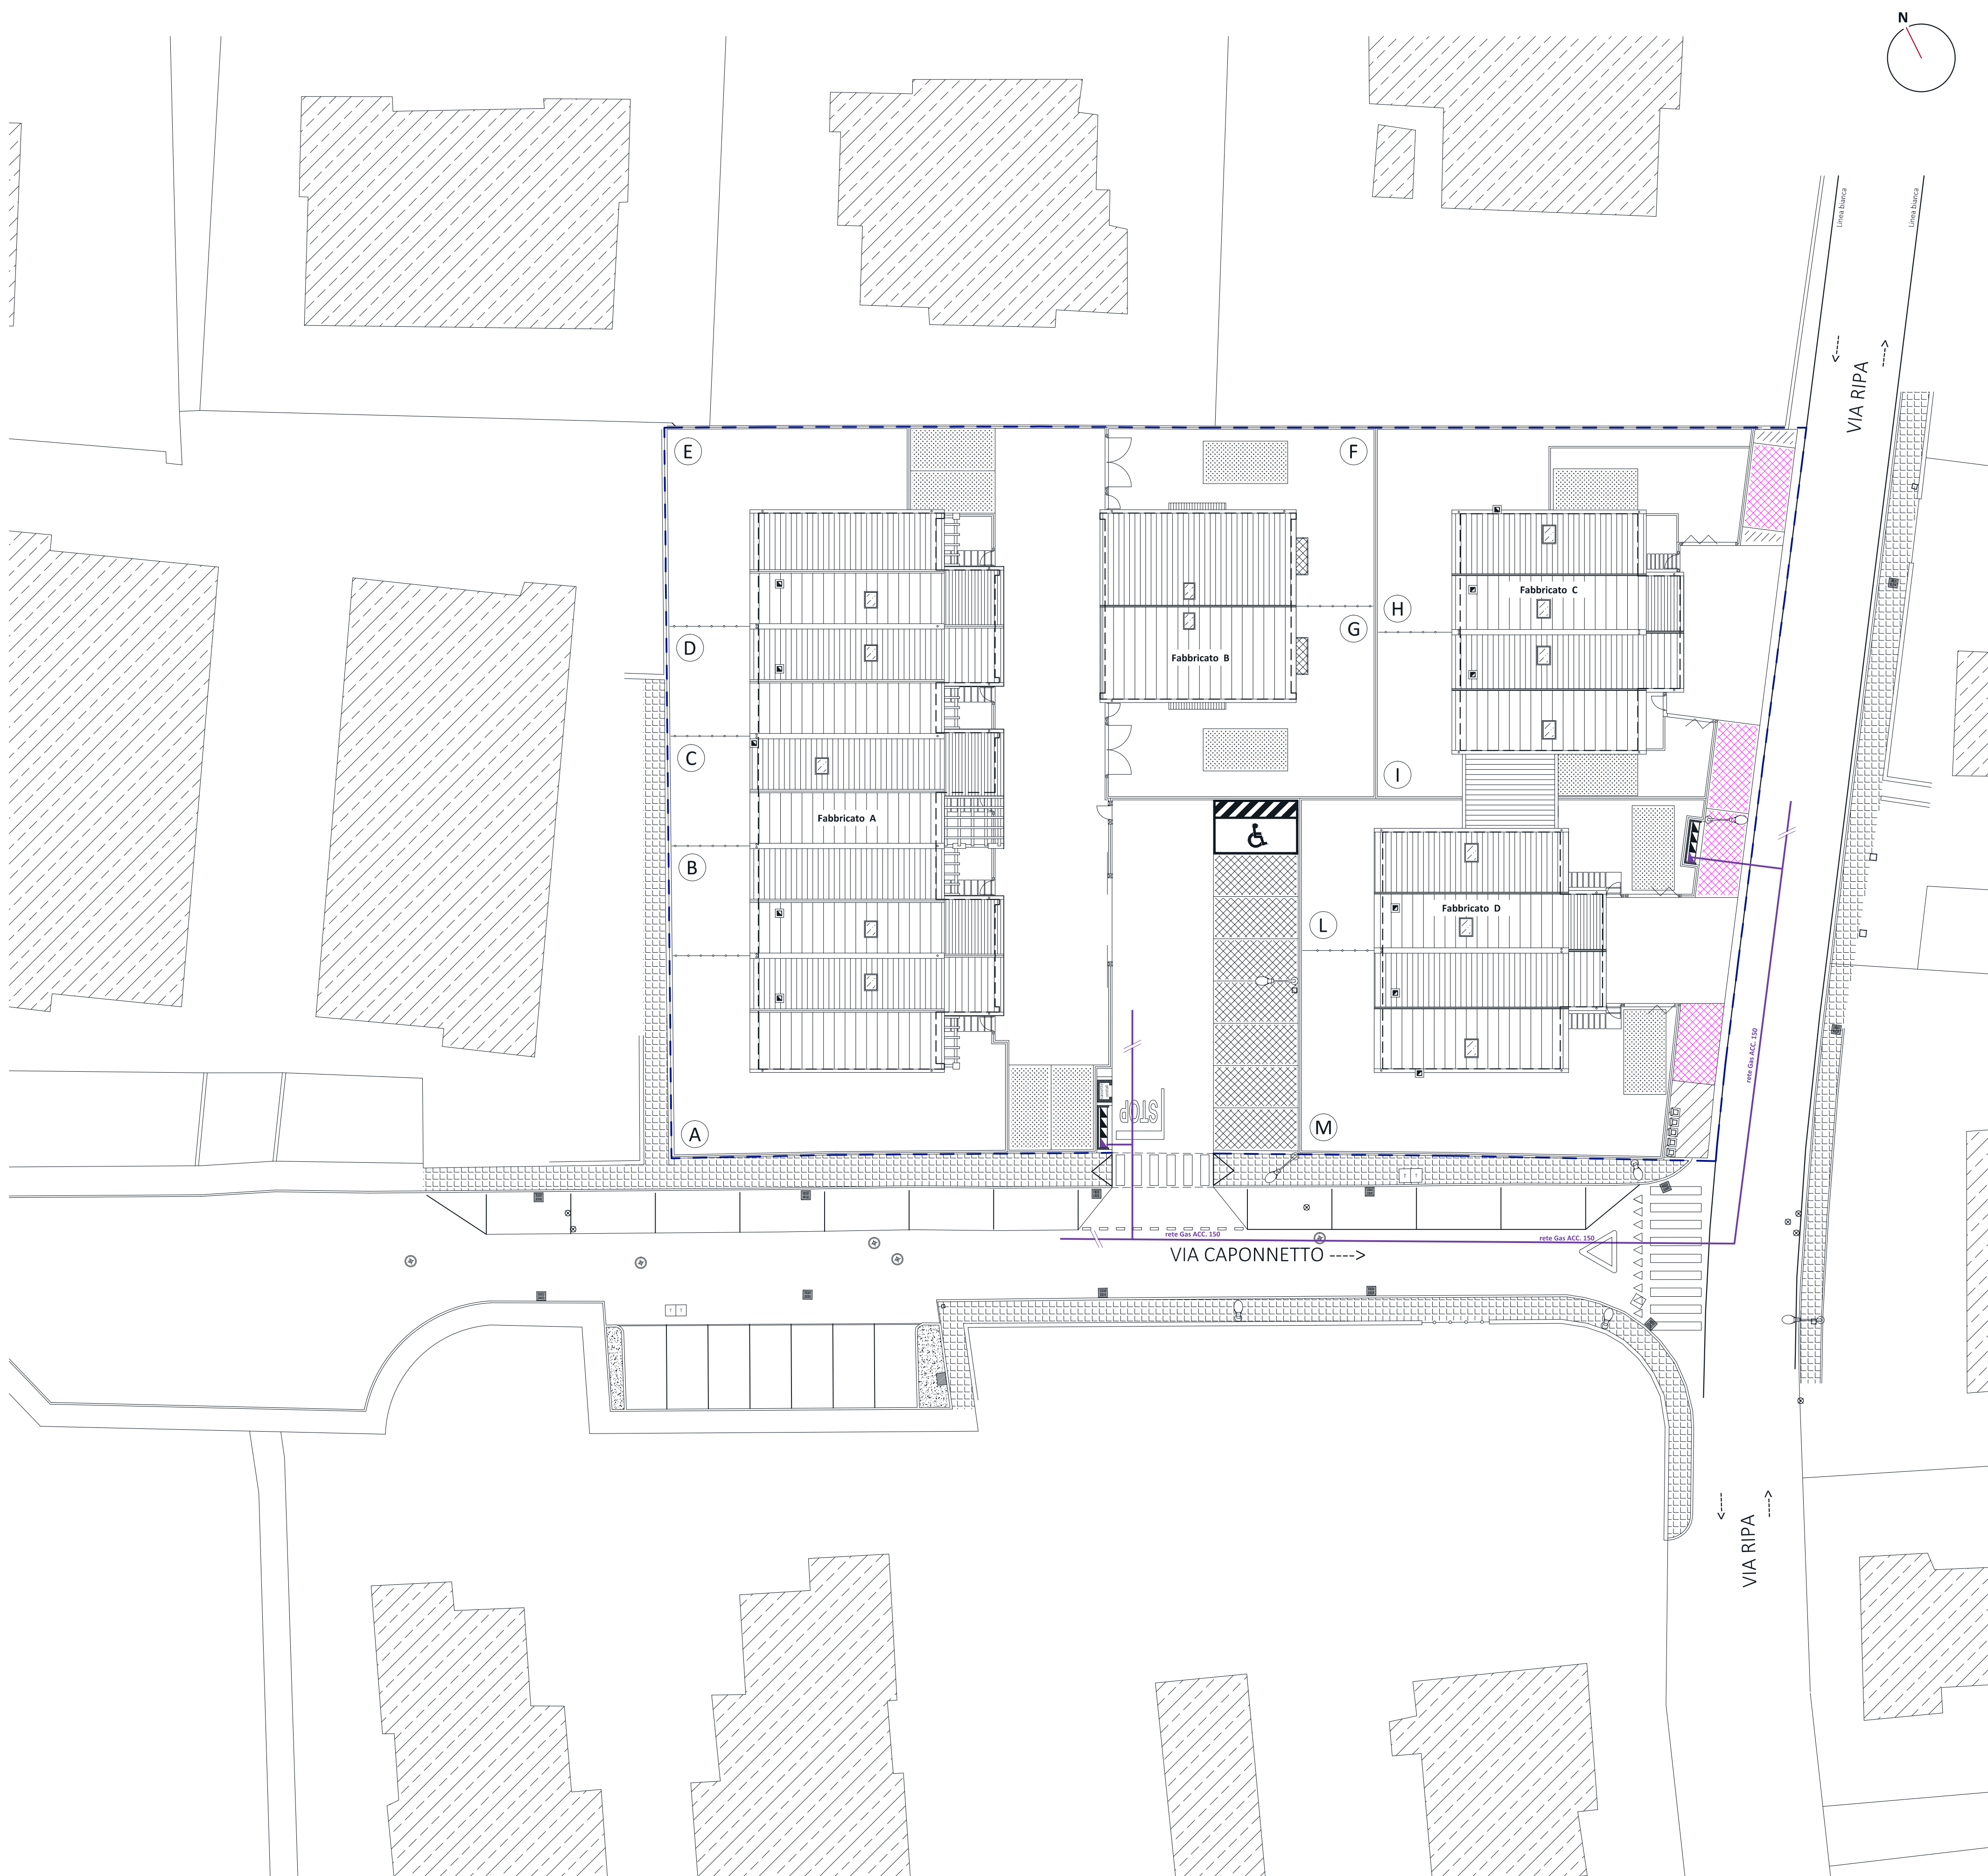 N
Linea bianca
Linea bianca
<----
---->
VIA RIPA
E
F
H
Fabbricato C
G
D
Fabbricato B
C
I
Fabbricato A
B
Fabbricato D
L
rete Gas ACC. 150
STOP
A
M
rete Gas ACC. 150
rete Gas ACC. 150
VIA CAPONNETTO ---->
T T
T T
<----
---->
VIA RIPA